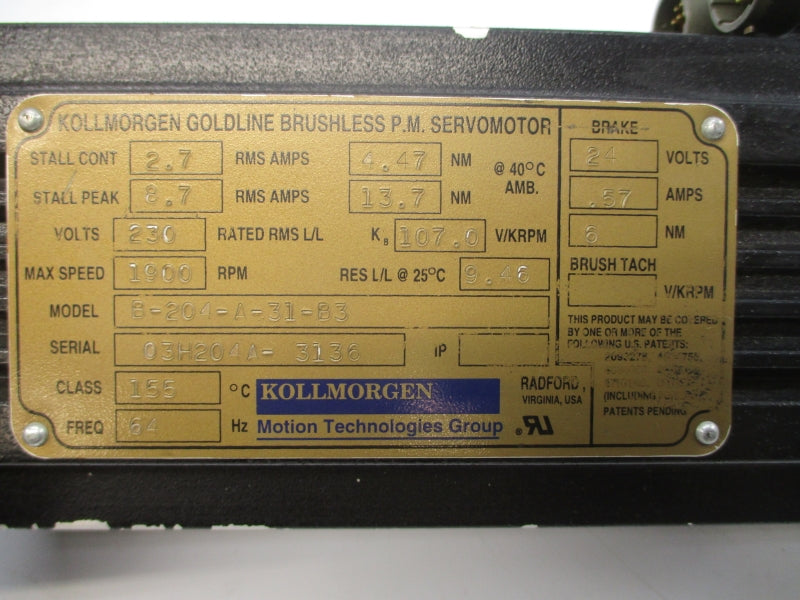 KOLLMORGEN GOLDLINE BRUSHLESS P.M. SERVOMOTOR
STALL CONT 2.7 RMS AMPS 4.47 NM
@ 40°C
AMB.
STALL PEAK 8.7 RMS AMPS 13.7 NM
VOLTS 230 RATED RMS L/L KB 107.0 V/KRPM
MAX SPEED 1900 RPM RES L/L @ 25°C 9.46
MODEL B-204-A-31-B3
SERIAL 03H204A- 3136 IP
CLASS 155 °C
FREQ 64 Hz
KOLLMORGEN
Motion Technologies Group
RADFORD,
VIRGINIA, USA
®
BRAKE
24 VOLTS
.57 AMPS
6 NM
BRUSH TACH
V/KRPM
THIS PRODUCT MAY BE COVERED
BY ONE OR MORE OF THE
FOLLOWING U.S. PATENTS:
(INCLUDING
PATENTS PENDING